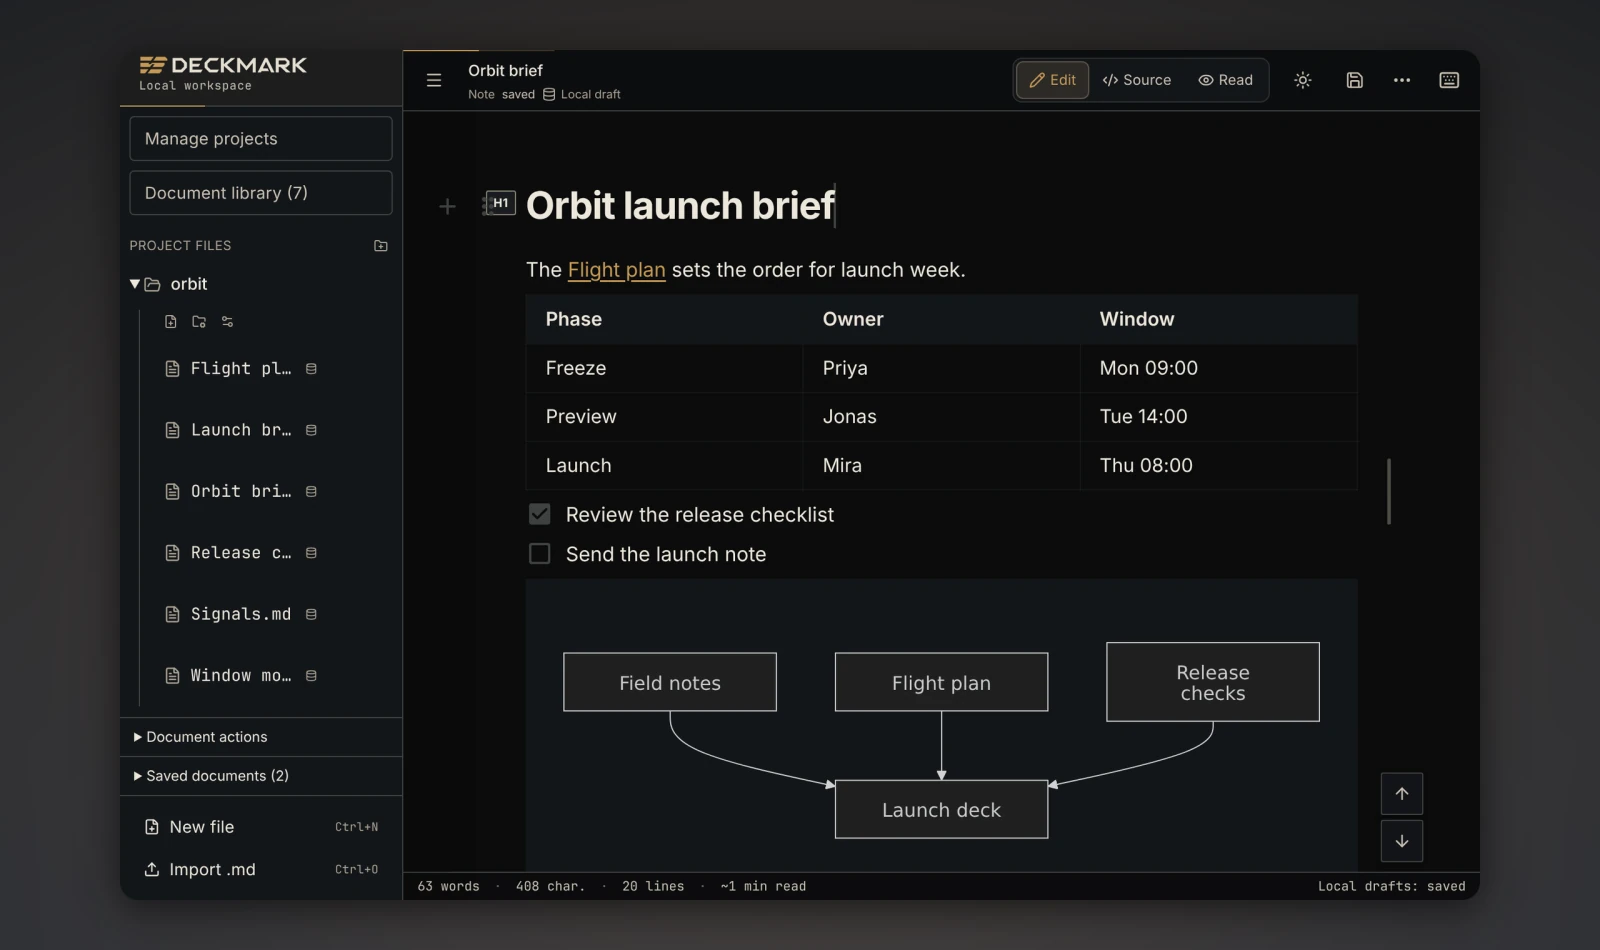 DECKMARK
Local workspace
Manage projects
Document library (7)
PROJECT FILES
orbit
Flight pl…
Launch br…
Orbit bri…
Release c…
Signals.md
Window mo…
Document actions
Saved documents (2)
New file Ctrl+N
Import .md Ctrl+O
Orbit brief
Note saved Local draft
Edit </> Source Read
H1 Orbit launch brief
The Flight plan sets the order for launch week.
Phase Owner Window
Freeze Priya Mon 09:00
Preview Jonas Tue 14:00
Launch Mira Thu 08:00
Review the release checklist
Send the launch note
Field notes
Flight plan
Release
checks
Launch deck
63 words · 408 char. · 20 lines · ~1 min read
Local drafts: saved